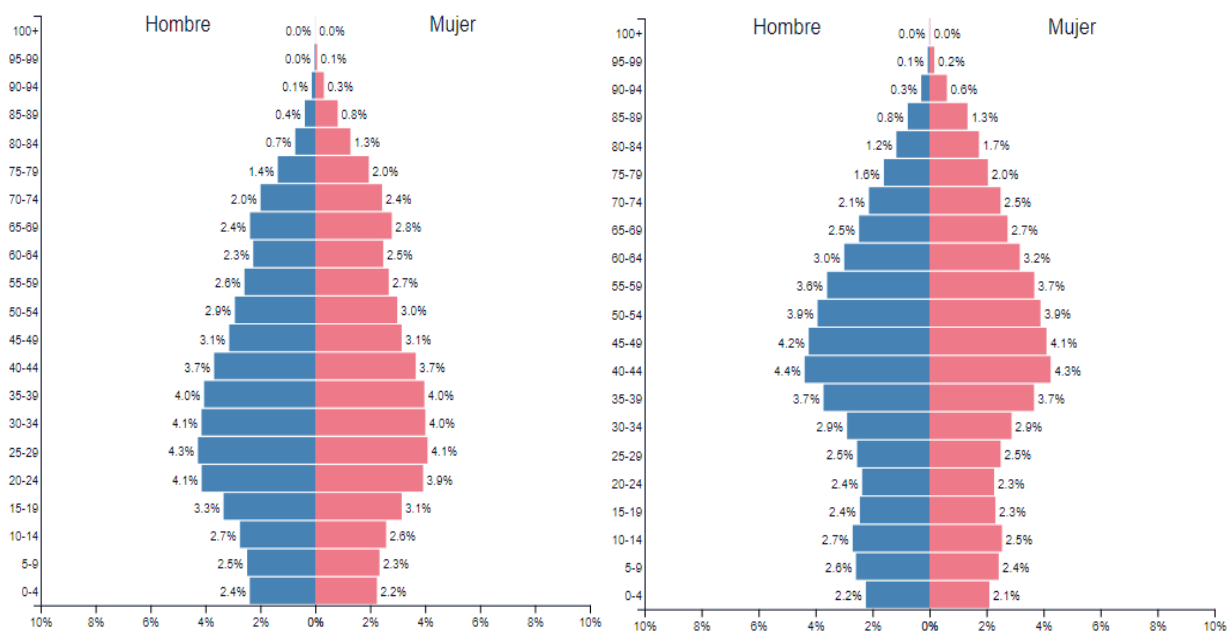 Hombre Mujer
100+ 0.0% 0.0%
95-99 0.0% 0.1%
90-94 0.1% 0.3%
85-89 0.4% 0.8%
80-84 0.7% 1.3%
75-79 1.4% 2.0%
70-74 2.0% 2.4%
65-69 2.4% 2.8%
60-64 2.3% 2.5%
55-59 2.6% 2.7%
50-54 2.9% 3.0%
45-49 3.1% 3.1%
40-44 3.7% 3.7%
35-39 4.0% 4.0%
30-34 4.1% 4.0%
25-29 4.3% 4.1%
20-24 4.1% 3.9%
15-19 3.3% 3.1%
10-14 2.7% 2.6%
5-9 2.5% 2.3%
0-4 2.4% 2.2%
10% 8% 6% 4% 2% 0% 2% 4% 6% 8% 10%
Hombre Mujer
100+ 0.0% 0.0%
95-99 0.1% 0.2%
90-94 0.3% 0.6%
85-89 0.8% 1.3%
80-84 1.2% 1.7%
75-79 1.6% 2.0%
70-74 2.1% 2.5%
65-69 2.5% 2.7%
60-64 3.0% 3.2%
55-59 3.6% 3.7%
50-54 3.9% 3.9%
45-49 4.2% 4.1%
40-44 4.4% 4.3%
35-39 3.7% 3.7%
30-34 2.9% 2.9%
25-29 2.5% 2.5%
20-24 2.4% 2.3%
15-19 2.4% 2.3%
10-14 2.7% 2.5%
5-9 2.6% 2.4%
0-4 2.2% 2.1%
10% 8% 6% 4% 2% 0% 2% 4% 6% 8% 10%